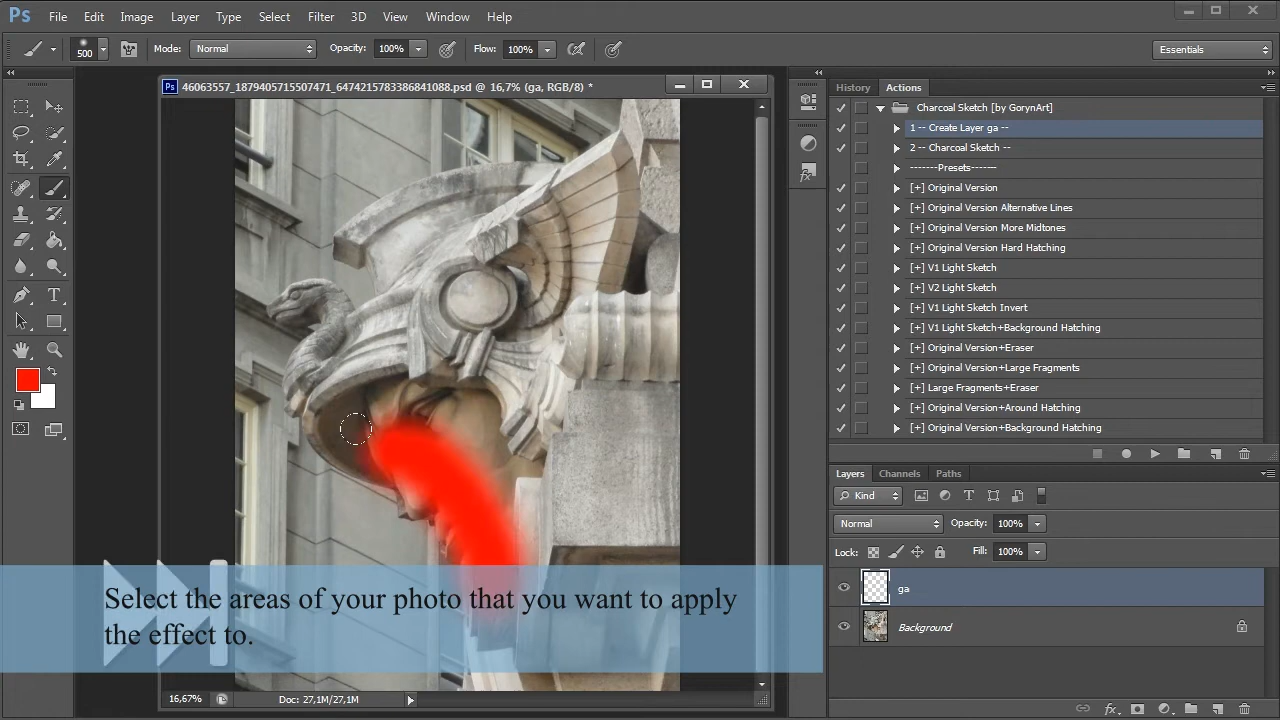 Ps File Edit Image Layer Type Select Filter 3D View Window Help
500 Mode: Normal Opacity: 100% Flow: 100% Essentials
46063557_1879405715507471_6474215783386841088.psd @ 16,7% (ga, RGB/8) *
History Actions
Charcoal Sketch [by GorynArt]
1 -- Create Layer ga --
2 -- Charcoal Sketch --
-------Presets-------
[+] Original Version
[+] Original Version Alternative Lines
[+] Original Version More Midtones
[+] Original Version Hard Hatching
[+] V1 Light Sketch
[+] V2 Light Sketch
[+] V1 Light Sketch Invert
[+] V1 Light Sketch+Background Hatching
[+] Original Version+Eraser
[+] Original Version+Large Fragments
[+] Large Fragments+Eraser
[+] Original Version+Around Hatching
[+] Original Version+Background Hatching
Layers Channels Paths
Kind
Normal Opacity: 100%
Lock: Fill: 100%
ga
Background
Select the areas of your photo that you want to apply
the effect to.
16,67% Doc: 27,1M/27,1M